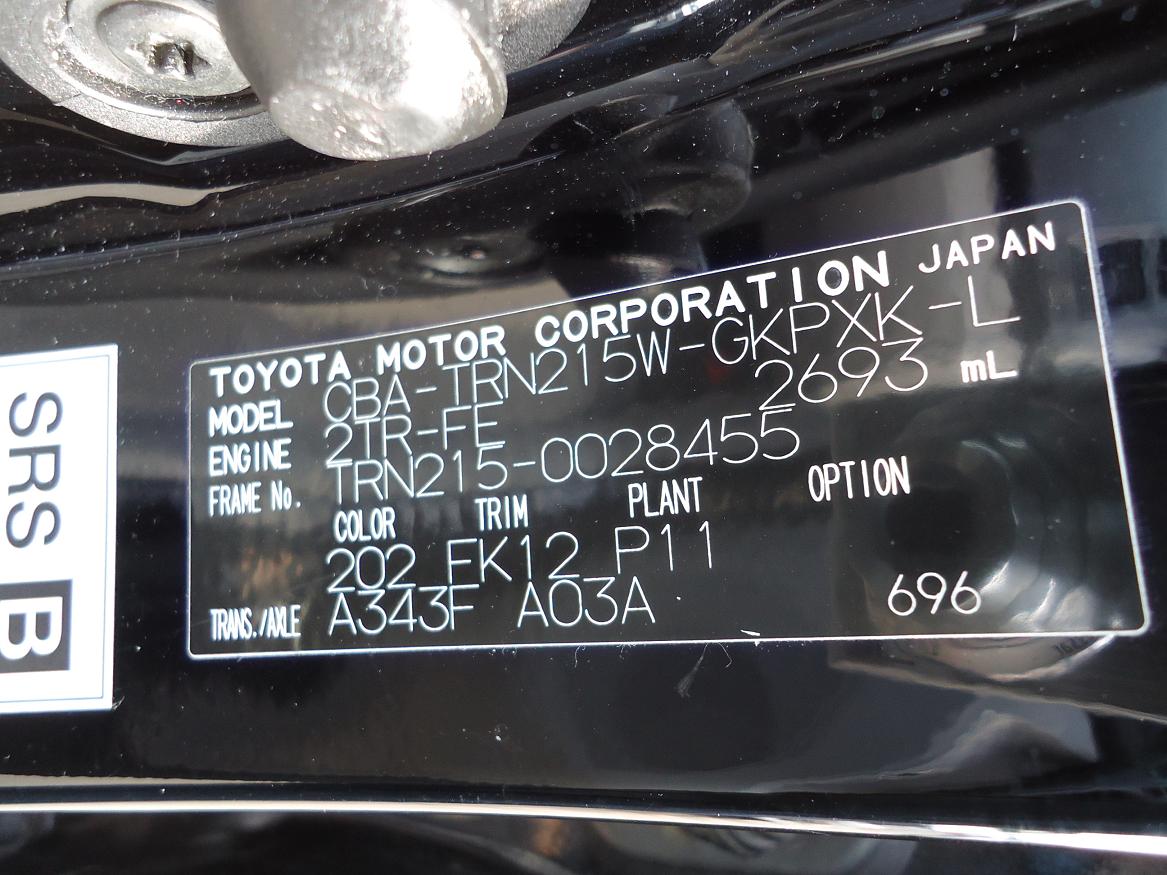 TOYOTA MOTOR CORPORATION JAPAN
MODEL CBA-TRN215W-GKPXK-L
ENGINE 2TR-FE 2693 mL
FRAME No. TRN215-0028455
COLOR TRIM PLANT OPTION
202 FK12 P11
TRANS./AXLE A343F A03A 696
SRS B